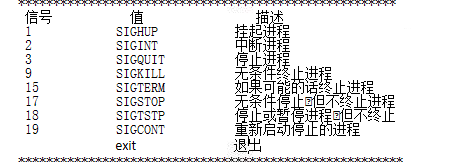 ************************************************
信号 值 描述
1 SIGHUP 挂起进程
2 SIGINT 中断进程
3 SIGQUIT 停止进程
9 SIGKILL 无条件终止进程
15 SIGTERM 如果可能的话终止进程
17 SIGSTOP 无条件停止但不终止进程
18 SIGTSTP 停止或暂停进程但不终止
19 SIGCONT 重新启动停止的进程
exit 退出
************************************************